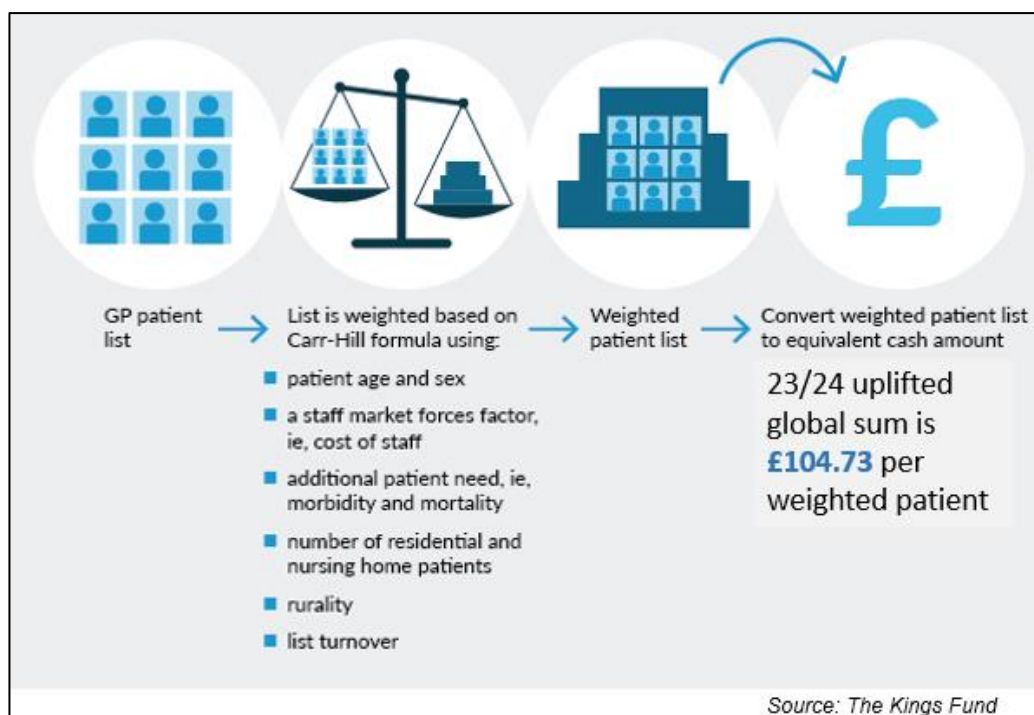 GP patient
list
List is weighted based on
Carr-Hill formula using:
patient age and sex
a staff market forces factor,
ie, cost of staff
additional patient need, ie,
morbidity and mortality
number of residential and
nursing home patients
rurality
list turnover
Weighted
patient list
£
Convert weighted patient list
to equivalent cash amount
23/24 uplifted
global sum is
£104.73 per
weighted patient
Source: The Kings Fund